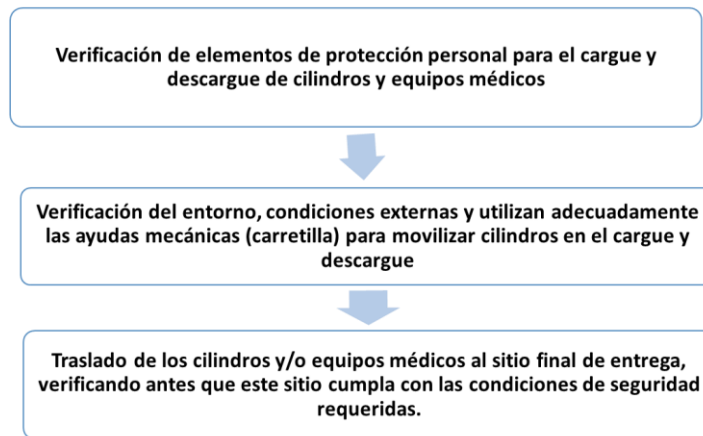 Verificación de elementos de protección personal para el cargue y
descargue de cilindros y equipos médicos
Verificación del entorno, condiciones externas y utilizan adecuadamente
las ayudas mecánicas (carretilla) para movilizar cilindros en el cargue y
descargue
Traslado de los cilindros y/o equipos médicos al sitio final de entrega,
verificando antes que este sitio cumpla con las condiciones de seguridad
requeridas.